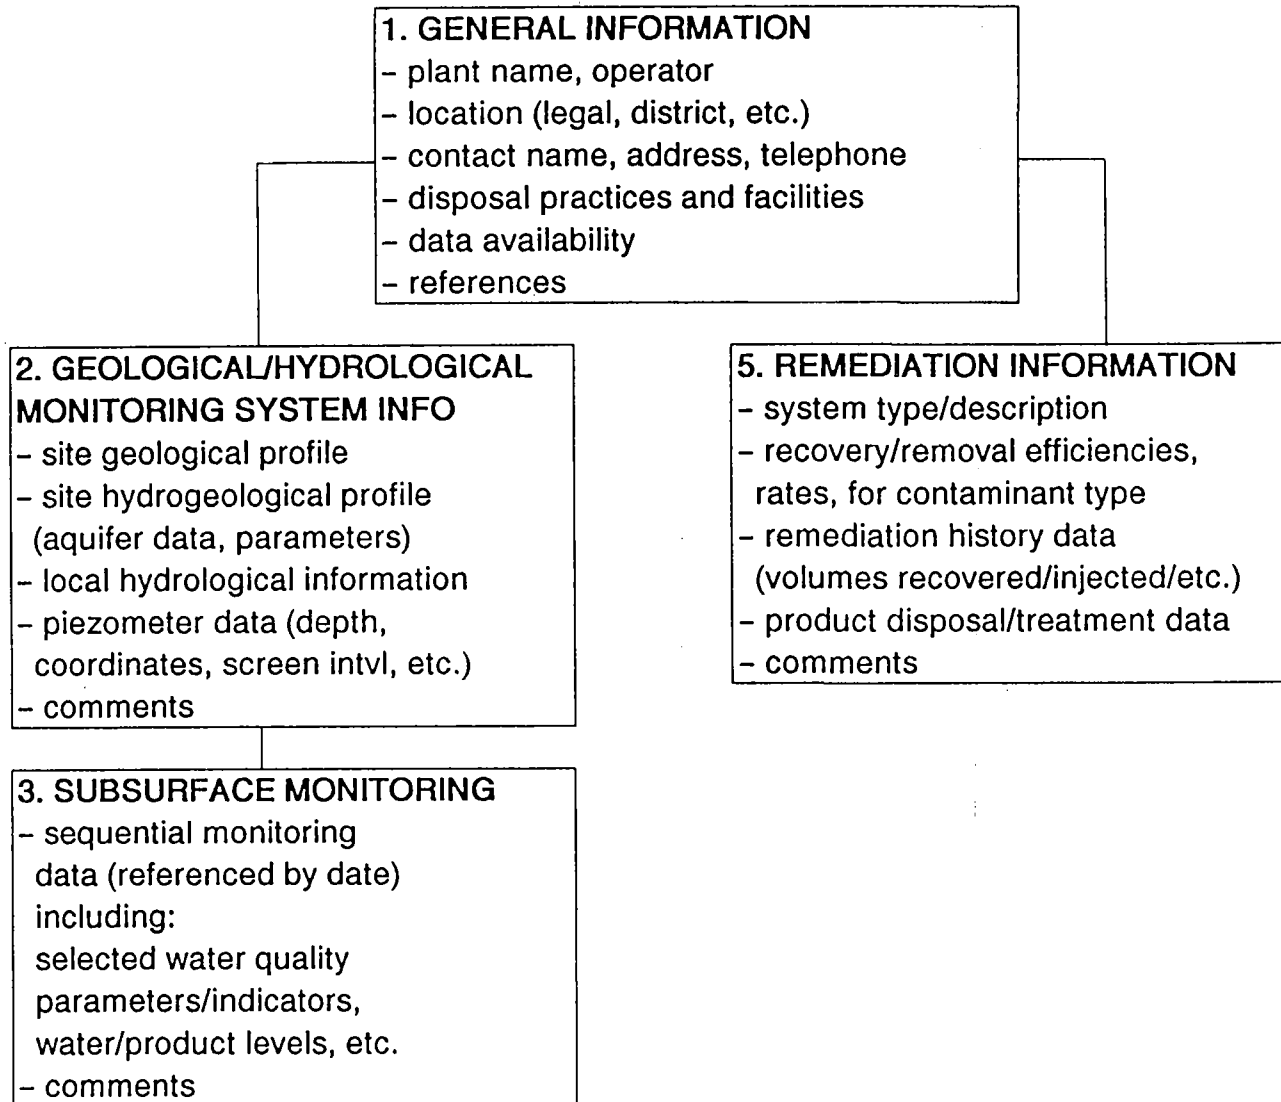 1. GENERAL INFORMATION
– plant name, operator
– location (legal, district, etc.)
– contact name, address, telephone
– disposal practices and facilities
– data availability
– references
2. GEOLOGICAL/HYDROLOGICAL
MONITORING SYSTEM INFO
– site geological profile
– site hydrogeological profile
(aquifer data, parameters)
– local hydrological information
– piezometer data (depth,
coordinates, screen intvl, etc.)
– comments
3. SUBSURFACE MONITORING
– sequential monitoring
data (referenced by date)
including:
selected water quality
parameters/indicators,
water/product levels, etc.
– comments
5. REMEDIATION INFORMATION
– system type/description
– recovery/removal efficiencies,
rates, for contaminant type
– remediation history data
(volumes recovered/injected/etc.)
– product disposal/treatment data
– comments